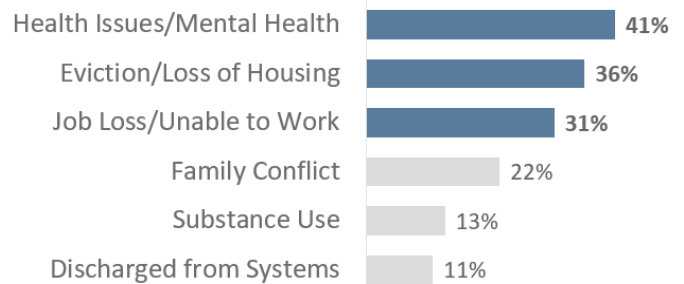 Health Issues/Mental Health 41%
Eviction/Loss of Housing 36%
Job Loss/Unable to Work 31%
Family Conflict 22%
Substance Use 13%
Discharged from Systems 11%